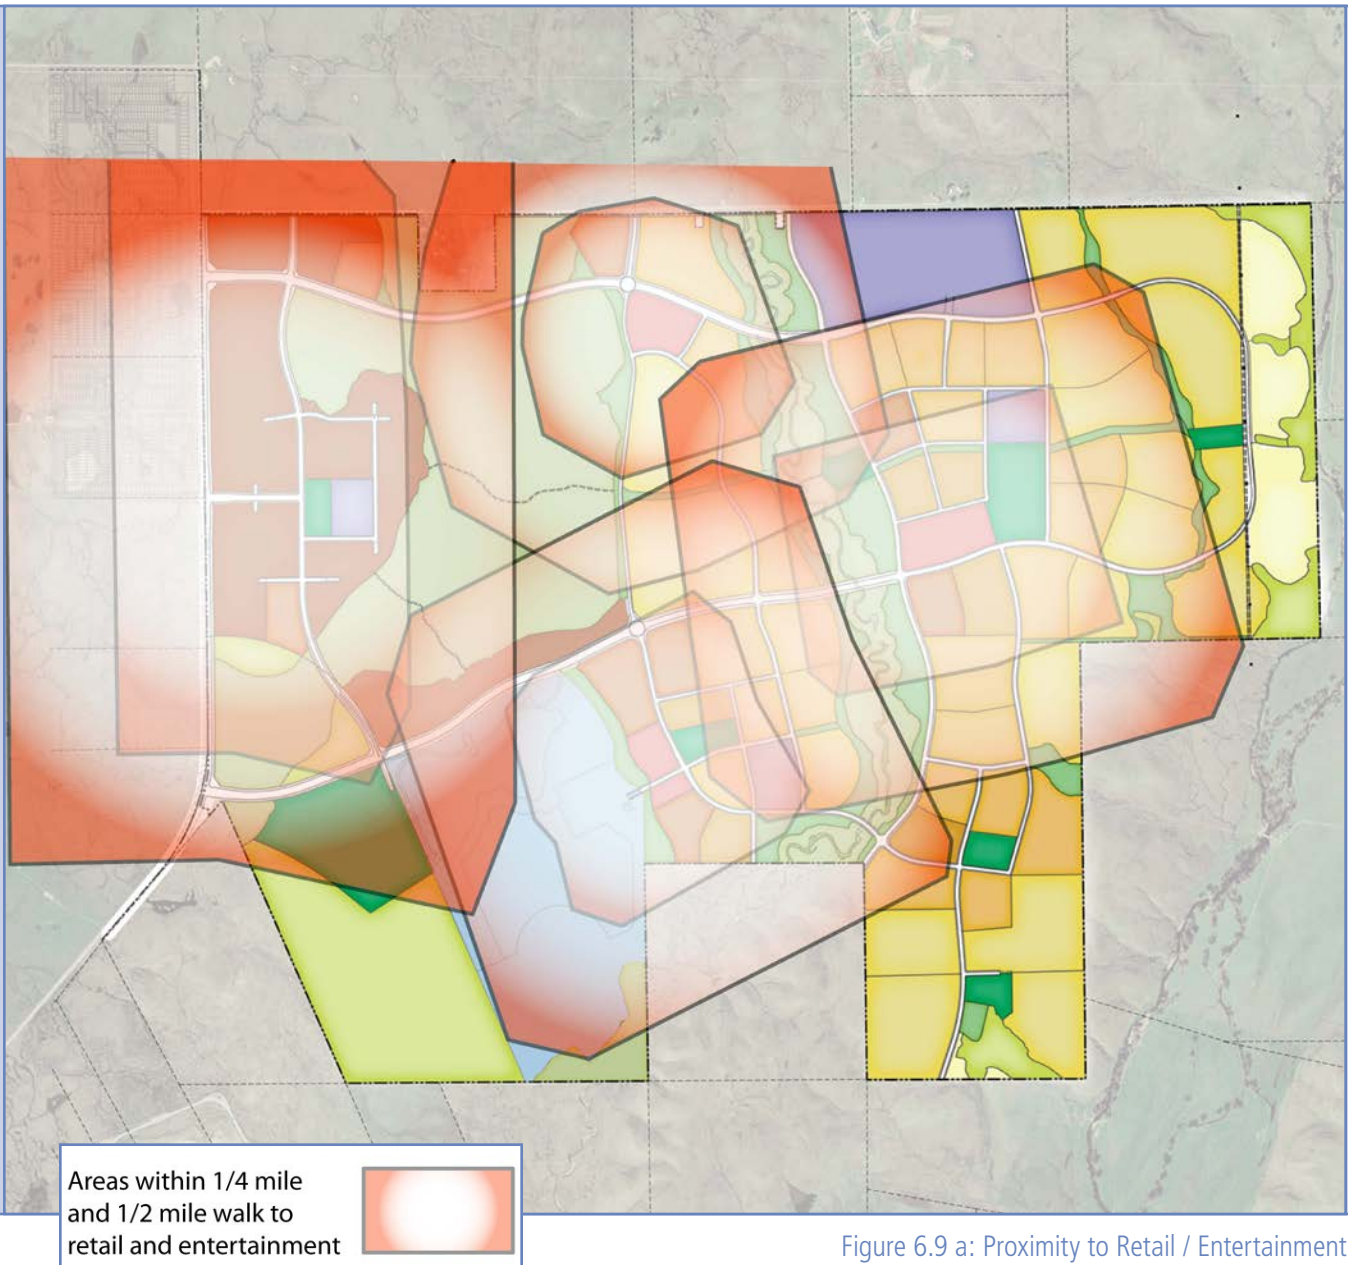 Areas within 1/4 mile
and 1/2 mile walk to
retail and entertainment
Figure 6.9 a: Proximity to Retail / Entertainment